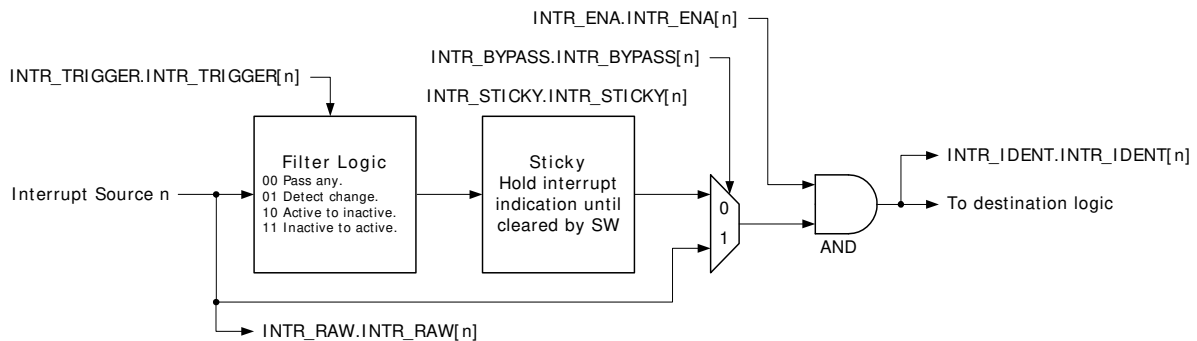 INTR_ENA.INTR_ENA[n]
INTR_BYPASS.INTR_BYPASS[n]
INTR_TRIGGER.INTR_TRIGGER[n]
INTR_STICKY.INTR_STICKY[n]
Filter Logic
00 Pass any.
01 Detect change.
10 Active to inactive.
11 Inactive to active.
Sticky
Hold interrupt
indication until
cleared by SW
Interrupt Source n
0
1
AND
INTR_IDENT.INTR_IDENT[n]
To destination logic
INTR_RAW.INTR_RAW[n]